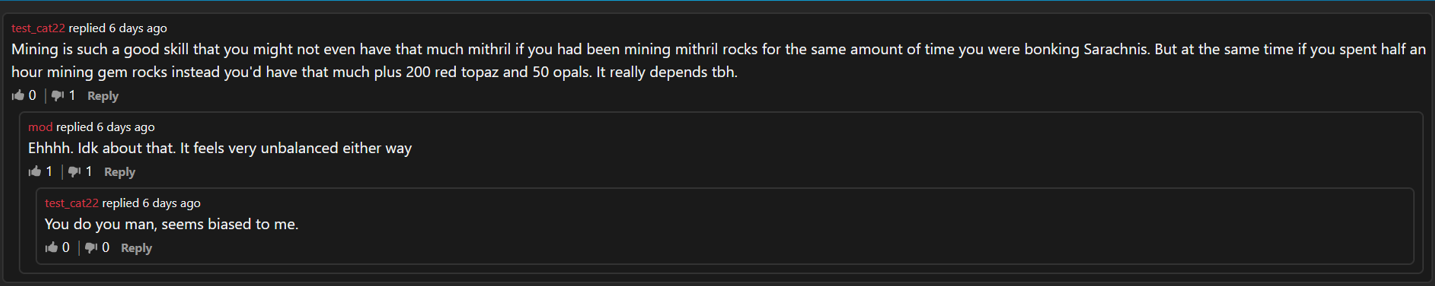 test_cat22 replied 6 days ago
Mining is such a good skill that you might not even have that much mithril if you had been mining mithril rocks for the same amount of time you were bonking Sarachnis. But at the same time if you spent half an
hour mining gem rocks instead you'd have that much plus 200 red topaz and 50 opals. It really depends tbh.
0 | 1 Reply
mod replied 6 days ago
Ehhhh. Idk about that. It feels very unbalanced either way
1 | 1 Reply
test_cat22 replied 6 days ago
You do you man, seems biased to me.
0 | 0 Reply